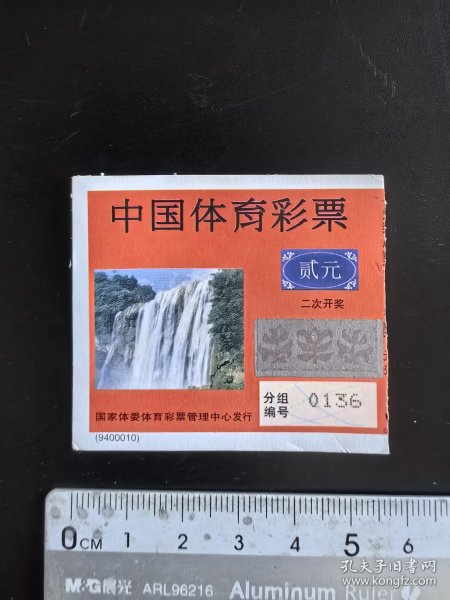 中国体育彩票
贰元
二次开奖
分组
编号
0136
国家体委体育彩票管理中心发行
(9400010)
0CM 1 2 3 4 5 6
M&G晨光 ARL96216 Aluminum Ruler
孔夫子旧书网
www.kongfz.com